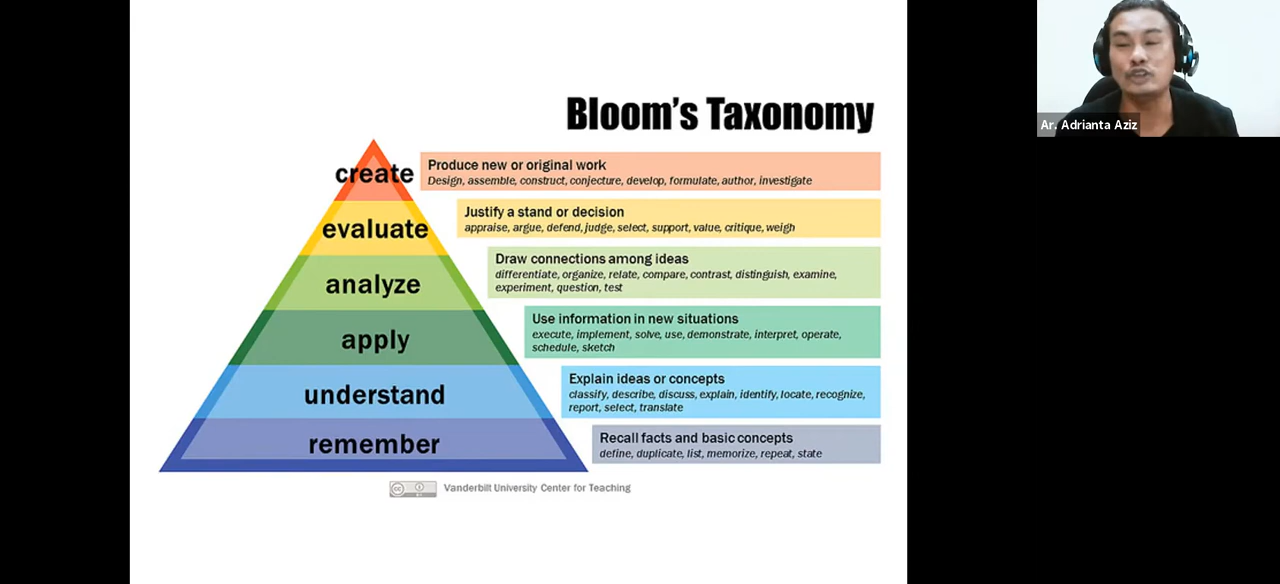 Bloom's Taxonomy
create
Produce new or original work
Design, assemble, construct, conjecture, develop, formulate, author, investigate
evaluate
Justify a stand or decision
appraise, argue, defend, judge, select, support, value, critique, weigh
analyze
Draw connections among ideas
differentiate, organize, relate, compare, contrast, distinguish, examine,
experiment, question, test
apply
Use information in new situations
execute, implement, solve, use, demonstrate, interpret, operate,
schedule, sketch
understand
Explain ideas or concepts
classify, describe, discuss, explain, identify, locate, recognize,
report, select, translate
remember
Recall facts and basic concepts
define, duplicate, list, memorize, repeat, state
cc
Vanderbilt University Center for Teaching
Ar. Adrianta Aziz